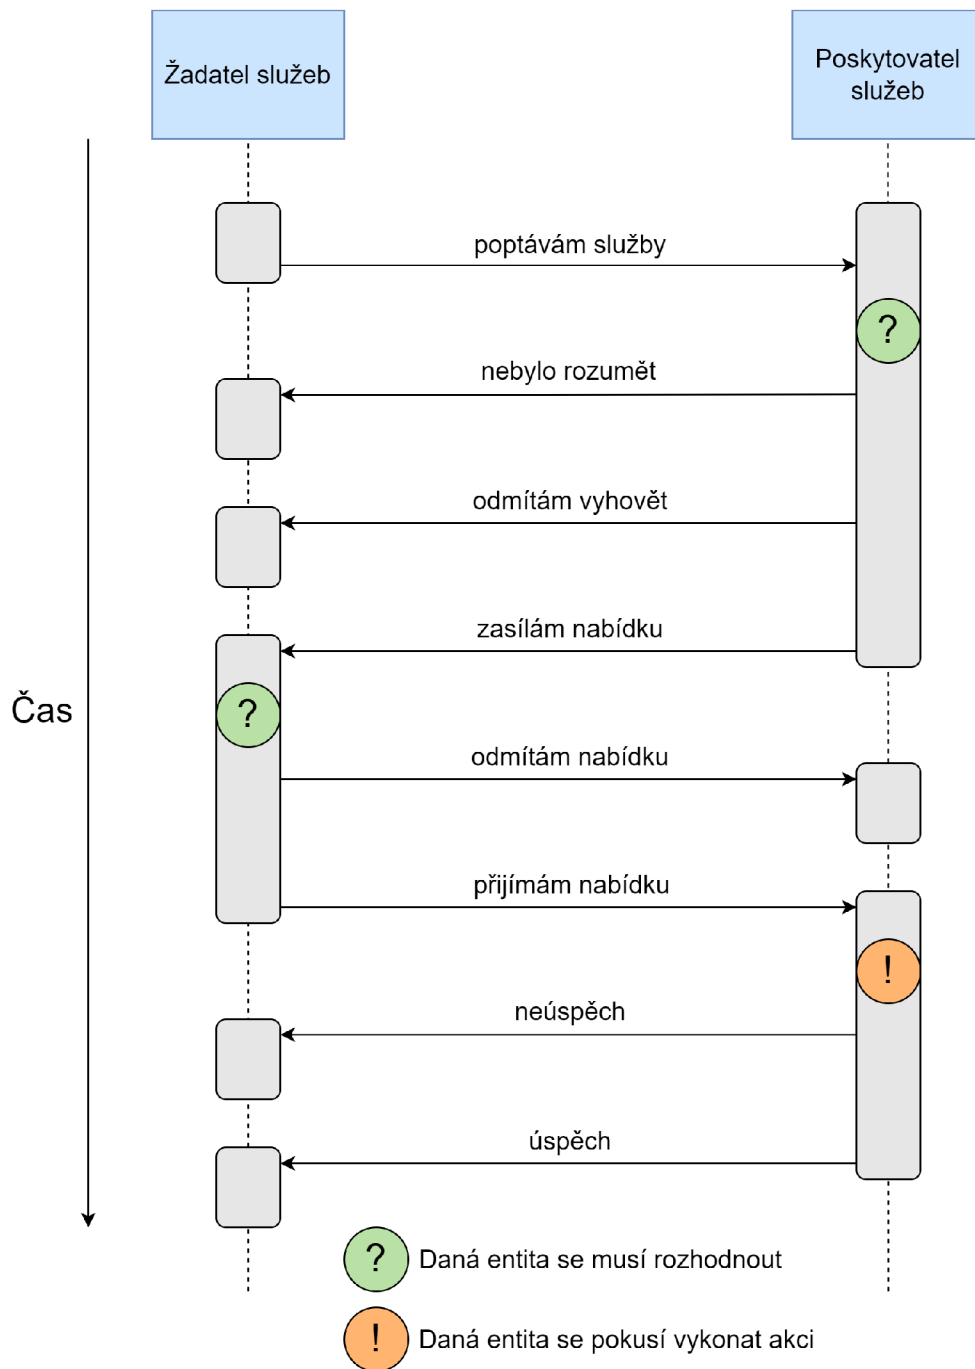 Žadatel služeb
Poskytovatel
služeb
poptávám služby
?
nebylo rozumět
odmítám vyhovět
zasílám nabídku
Čas
?
odmítám nabídku
přijímám nabídku
!
neúspěch
úspěch
? Daná entita se musí rozhodnout
! Daná entita se pokusí vykonat akci